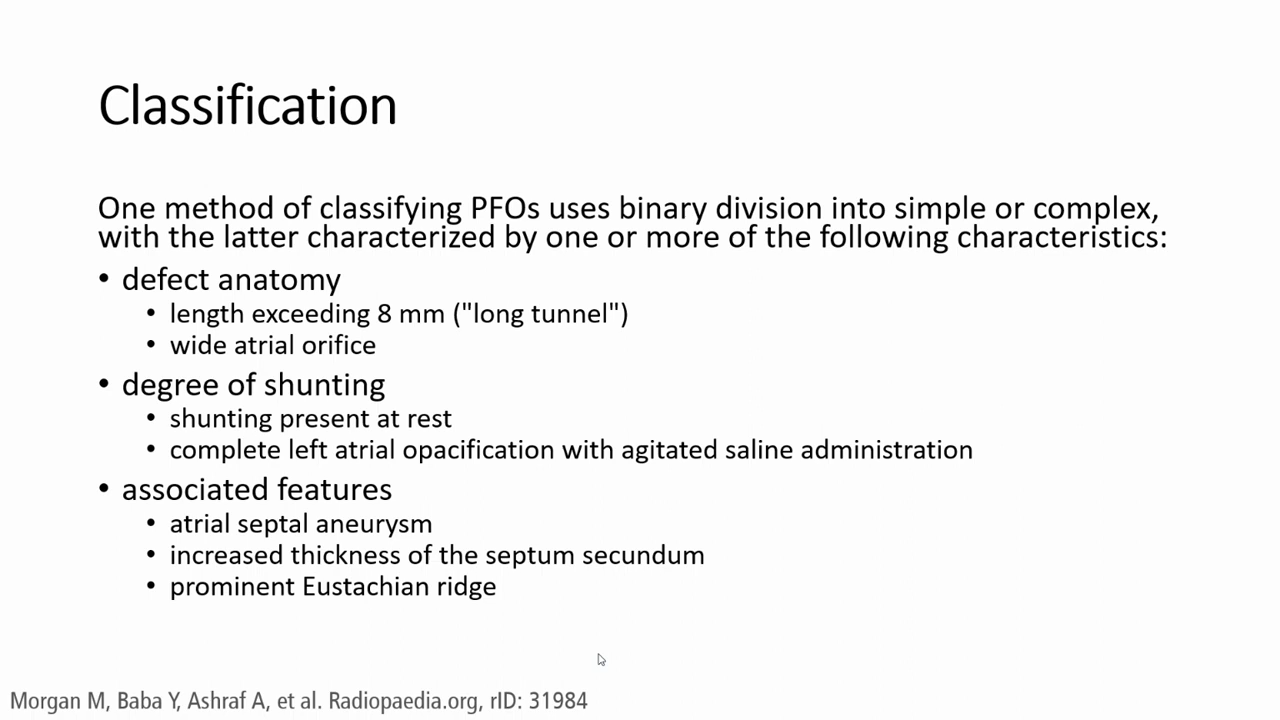 Classification
One method of classifying PFOs uses binary division into simple or complex,
with the latter characterized by one or more of the following characteristics:
• defect anatomy
• length exceeding 8 mm ("long tunnel")
• wide atrial orifice
• degree of shunting
• shunting present at rest
• complete left atrial opacification with agitated saline administration
• associated features
• atrial septal aneurysm
• increased thickness of the septum secundum
• prominent Eustachian ridge
Morgan M, Baba Y, Ashraf A, et al. Radiopaedia.org, rID: 31984